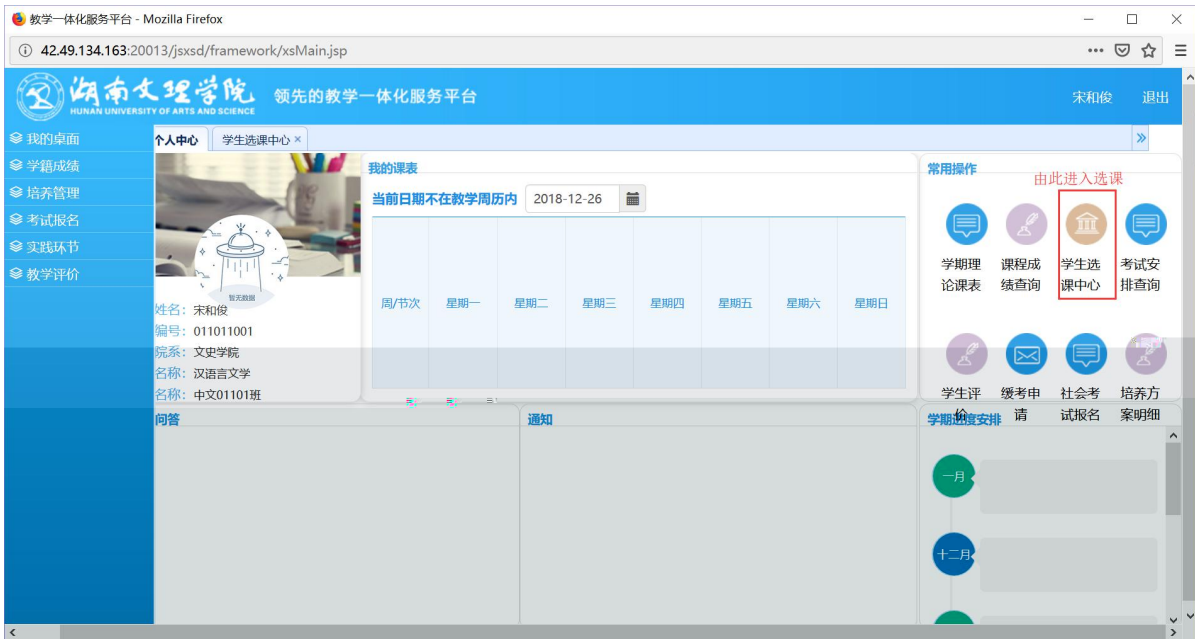 教学一体化服务平台 - Mozilla Firefox
42.49.134.163:20013/jsxsd/framework/xsMain.jsp
湖南文理学院
HUNAN UNIVERSITY OF ARTS AND SCIENCE
领先的教学一体化服务平台
宋和俊 退出
我的桌面
学籍成绩
培养管理
考试报名
实践环节
教学评价
个人中心 学生选课中心 ×
暂无数据
姓名：宋和俊
编号：011011001
院系：文史学院
名称：汉语言文学
名称：中文01101班
我的课表
当前日期不在教学周历内 2018-12-26
周/节次 星期一 星期二 星期三 星期四 星期五 星期六 星期日
常用操作
由此进入选课
学期理论课表
课程成绩查询
学生选课中心
考试安排查询
学生评价
缓考申请
社会考试报名
培养方案明细
问答
通知
学期进度安排
一月
十二月